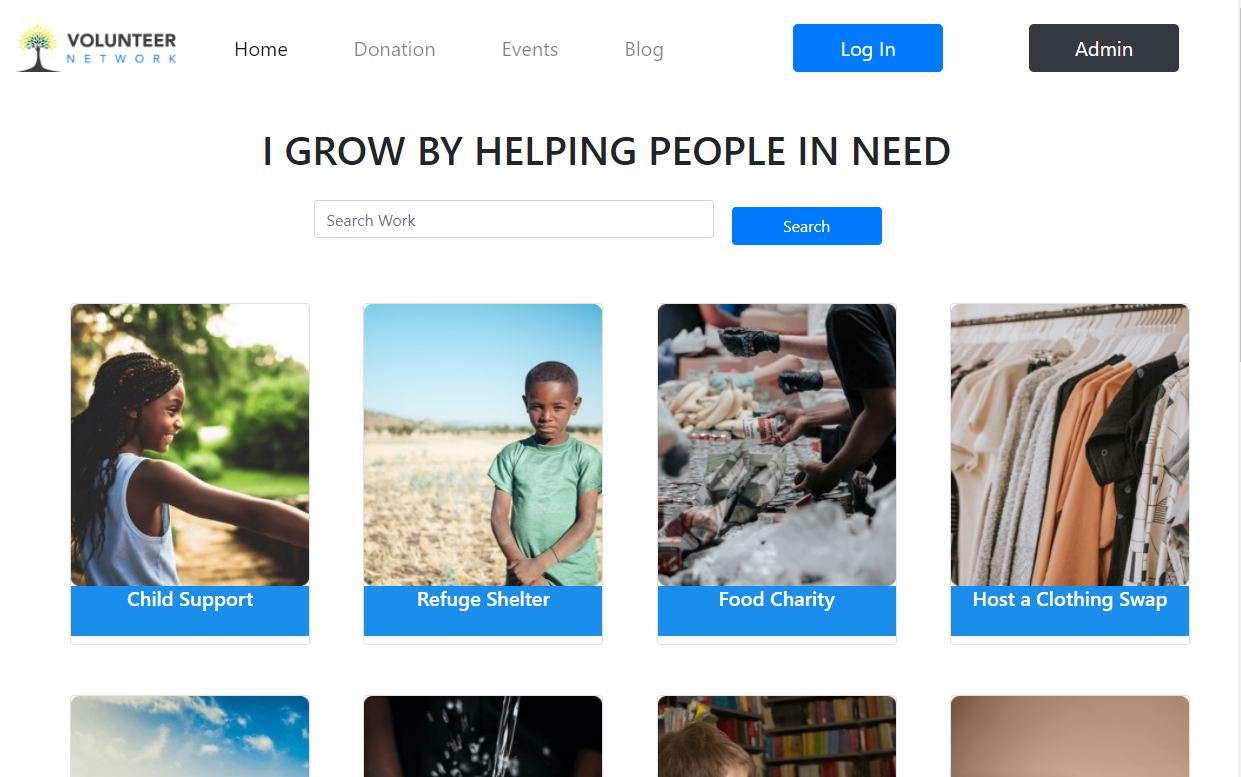 VOLUNTEER
NETWORK
Home
Donation
Events
Blog
Log In
Admin
I GROW BY HELPING PEOPLE IN NEED
Search Work
Search
Child Support
Refuge Shelter
Food Charity
Host a Clothing Swap